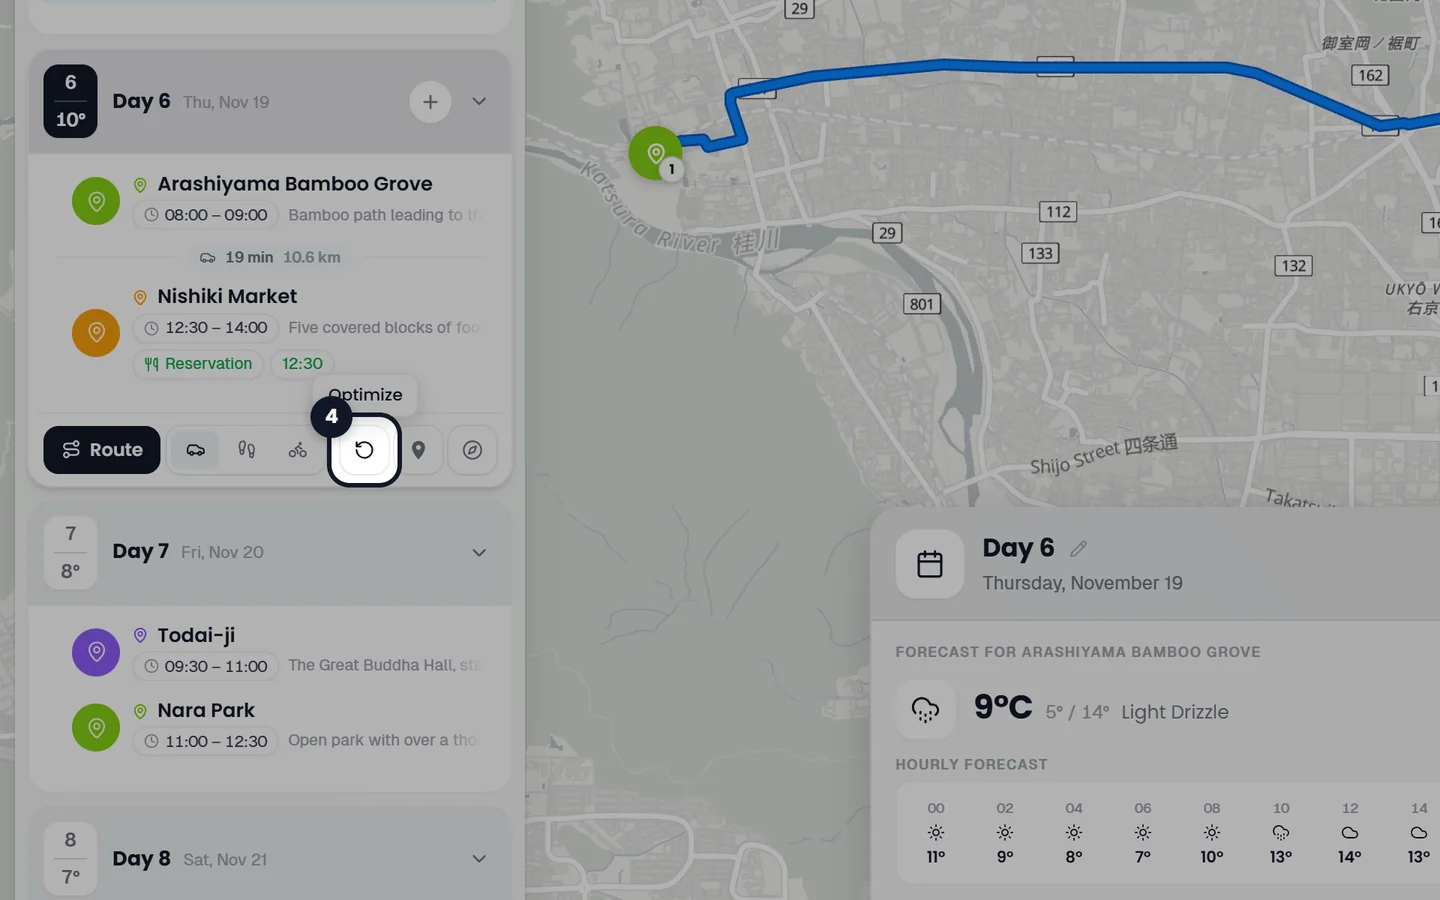 6
10°
Day 6 Thu, Nov 19
Arashiyama Bamboo Grove
08:00 – 09:00 Bamboo path leading to
19 min 10.6 km
Nishiki Market
12:30 – 14:00 Five covered blocks of
Reservation 12:30
Optimize
4
Route
7
8°
Day 7 Fri, Nov 20
Todai-ji
09:30 – 11:00 The Great Buddha Hall,
Nara Park
11:00 – 12:30 Open park with over a
8
7°
Day 8 Sat, Nov 21
29
御室岡ノ裾町
162
1
Katsura River 桂川
112
29
133
132
801
UKYŌ
右京
Shijo Street 四条通
Day 6
Thursday, November 19
FORECAST FOR ARASHIYAMA BAMBOO GROVE
9°C 5° / 14° Light Drizzle
HOURLY FORECAST
00 02 04 06 08 10 12 14
11° 9° 8° 7° 10° 13° 14° 13°